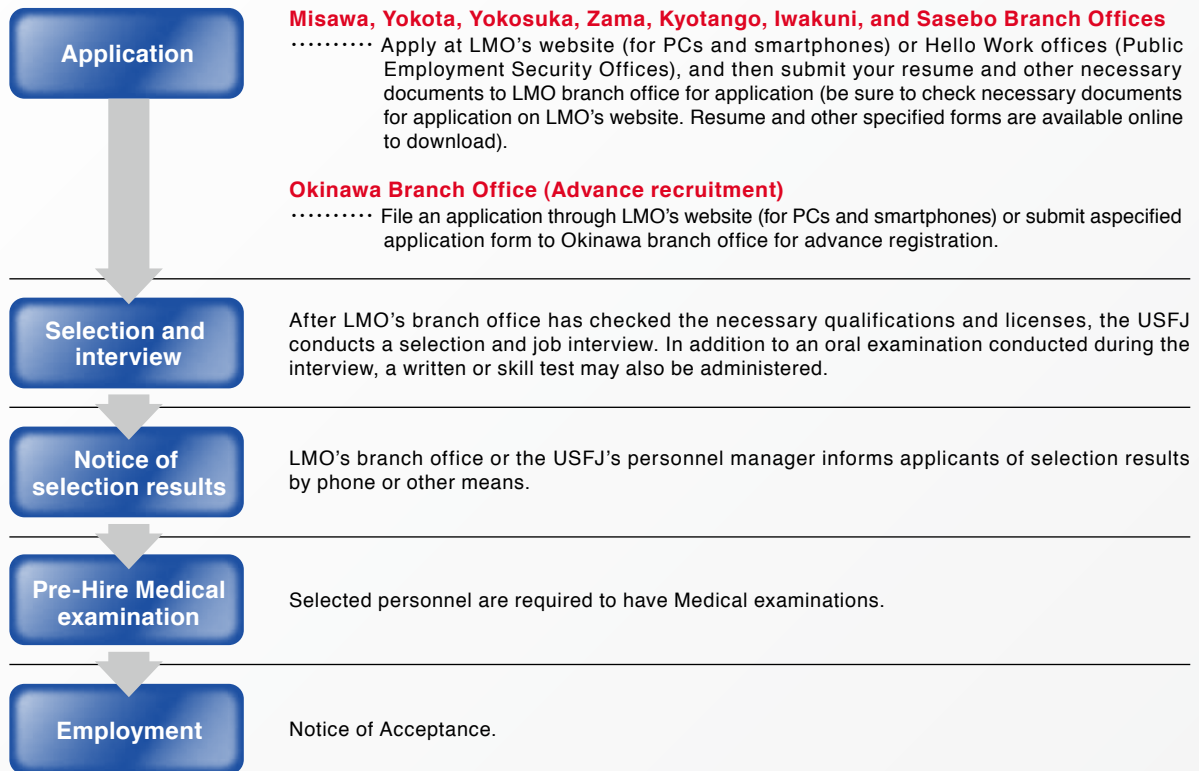 Application
Misawa, Yokota, Yokosuka, Zama, Kyotango, Iwakuni, and Sasebo Branch Offices
·········· Apply at LMO’s website (for PCs and smartphones) or Hello Work offices (Public
Employment Security Offices), and then submit your resume and other necessary
documents to LMO branch office for application (be sure to check necessary documents
for application on LMO’s website. Resume and other specified forms are available online
to download).
Okinawa Branch Office (Advance recruitment)
·········· File an application through LMO’s website (for PCs and smartphones) or submit aspecified
application form to Okinawa branch office for advance registration.
Selection and
interview
After LMO’s branch office has checked the necessary qualifications and licenses, the USFJ
conducts a selection and job interview. In addition to an oral examination conducted during the
interview, a written or skill test may also be administered.
Notice of
selection results
LMO’s branch office or the USFJ’s personnel manager informs applicants of selection results
by phone or other means.
Pre-Hire Medical
examination
Selected personnel are required to have Medical examinations.
Employment
Notice of Acceptance.